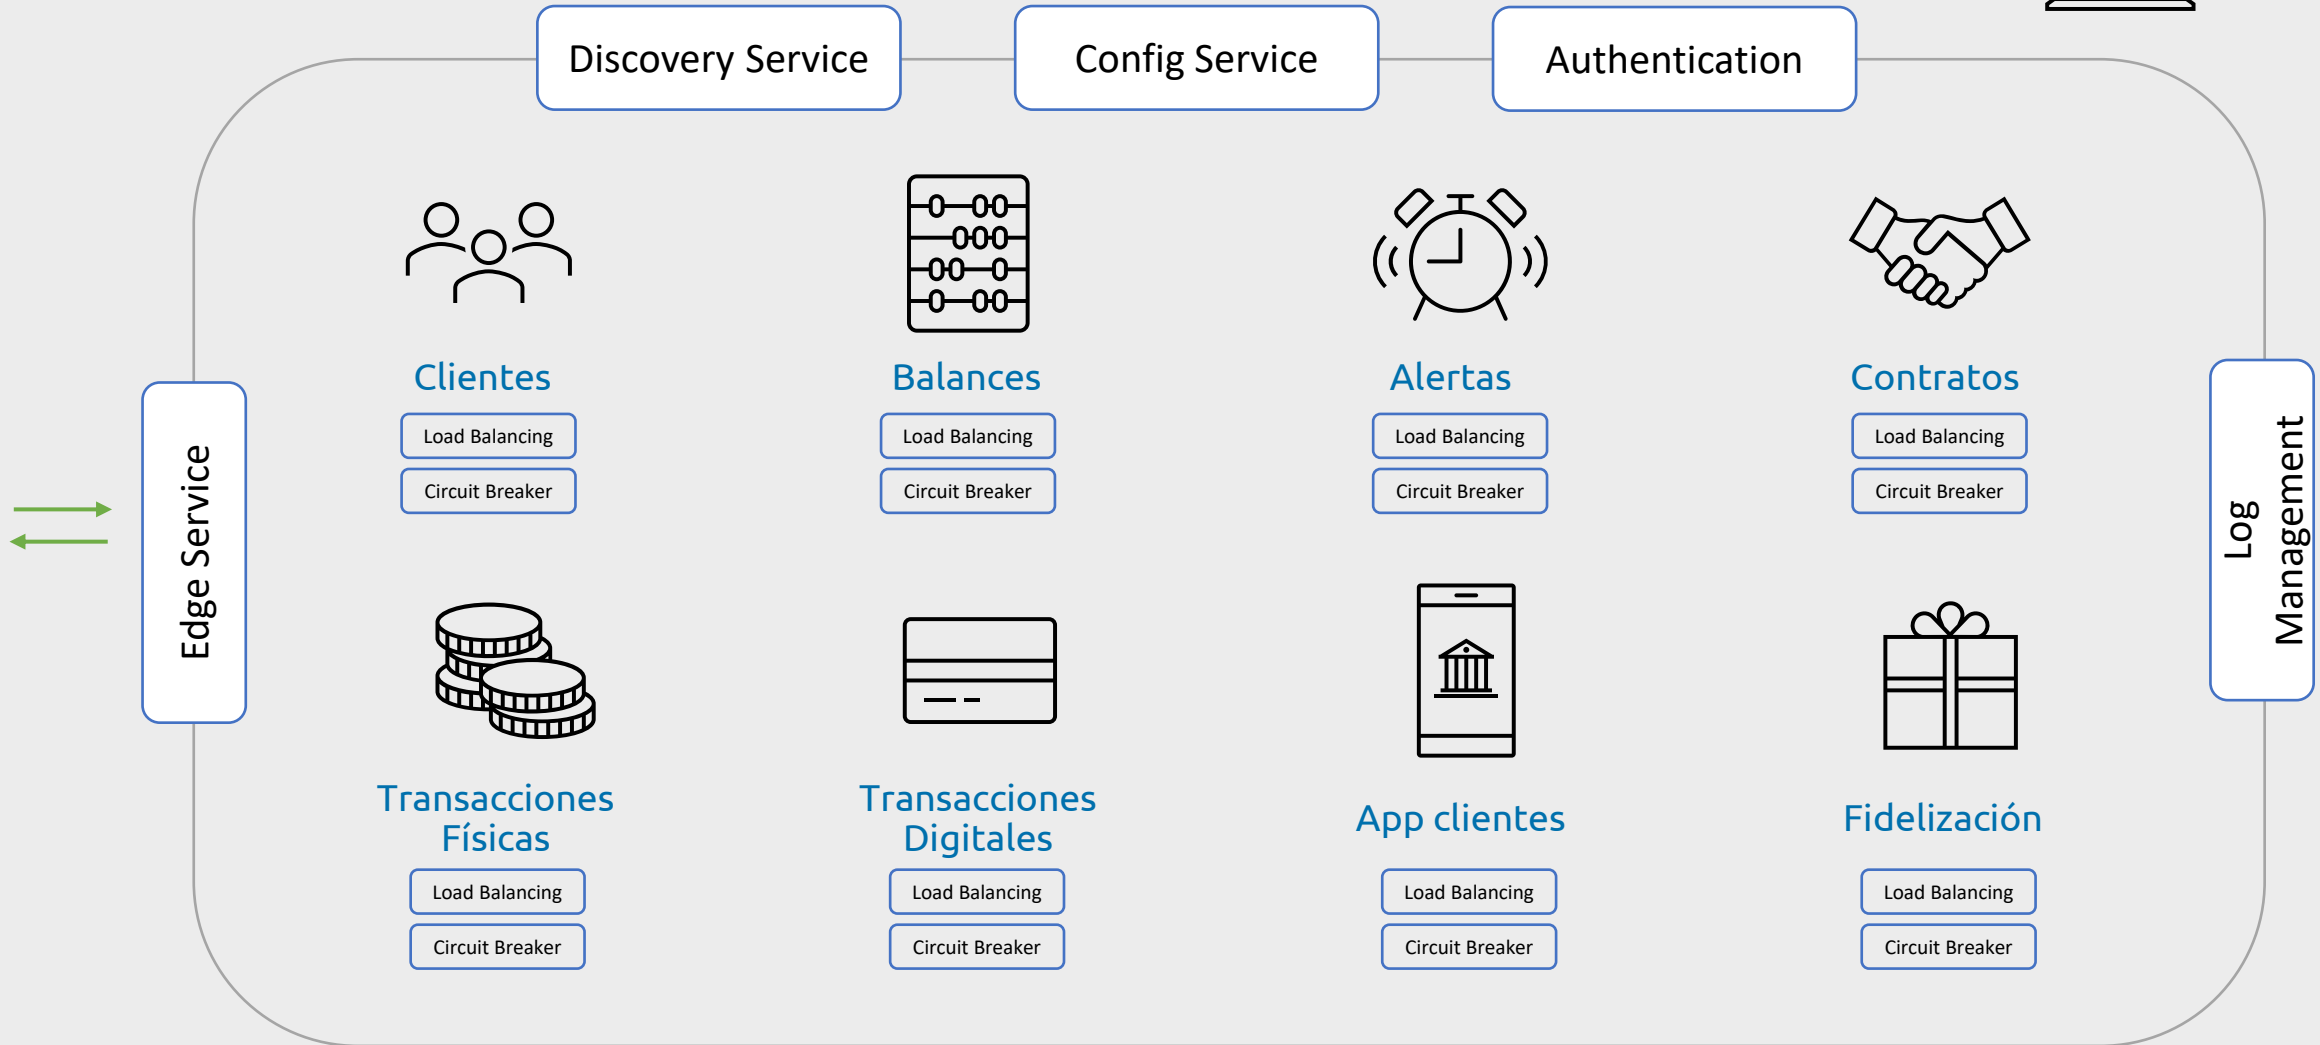 Discovery Service
Config Service
Authentication
Edge Service
Clientes
Load Balancing
Circuit Breaker
Balances
Load Balancing
Circuit Breaker
Alertas
Load Balancing
Circuit Breaker
Contratos
Load Balancing
Circuit Breaker
Log
Management
Transacciones
Físicas
Load Balancing
Circuit Breaker
Transacciones
Digitales
Load Balancing
Circuit Breaker
App clientes
Load Balancing
Circuit Breaker
Fidelización
Load Balancing
Circuit Breaker